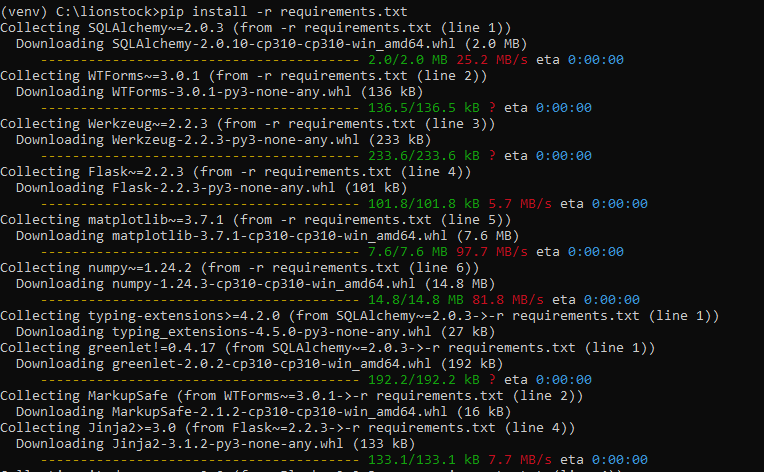 (venv) C:\lionstock>pip install -r requirements.txt
Collecting SQLAlchemy~=2.0.3 (from -r requirements.txt (line 1))
  Downloading SQLAlchemy-2.0.10-cp310-cp310-win_amd64.whl (2.0 MB)
     ---------------------------------------- 2.0/2.0 MB 25.2 MB/s eta 0:00:00
Collecting WTForms~=3.0.1 (from -r requirements.txt (line 2))
  Downloading WTForms-3.0.1-py3-none-any.whl (136 kB)
     ---------------------------------------- 136.5/136.5 kB ? eta 0:00:00
Collecting Werkzeug~=2.2.3 (from -r requirements.txt (line 3))
  Downloading Werkzeug-2.2.3-py3-none-any.whl (233 kB)
     ---------------------------------------- 233.6/233.6 kB ? eta 0:00:00
Collecting Flask~=2.2.3 (from -r requirements.txt (line 4))
  Downloading Flask-2.2.3-py3-none-any.whl (101 kB)
     ---------------------------------------- 101.8/101.8 kB 5.7 MB/s eta 0:00:00
Collecting matplotlib~=3.7.1 (from -r requirements.txt (line 5))
  Downloading matplotlib-3.7.1-cp310-cp310-win_amd64.whl (7.6 MB)
     ---------------------------------------- 7.6/7.6 MB 97.7 MB/s eta 0:00:00
Collecting numpy~=1.24.2 (from -r requirements.txt (line 6))
  Downloading numpy-1.24.3-cp310-cp310-win_amd64.whl (14.8 MB)
     ---------------------------------------- 14.8/14.8 MB 81.8 MB/s eta 0:00:00
Collecting typing-extensions>=4.2.0 (from SQLAlchemy~=2.0.3->-r requirements.txt (line 1))
  Downloading typing_extensions-4.5.0-py3-none-any.whl (27 kB)
Collecting greenlet!=0.4.17 (from SQLAlchemy~=2.0.3->-r requirements.txt (line 1))
  Downloading greenlet-2.0.2-cp310-cp310-win_amd64.whl (192 kB)
     ---------------------------------------- 192.2/192.2 kB ? eta 0:00:00
Collecting MarkupSafe (from WTForms~=3.0.1->-r requirements.txt (line 2))
  Downloading MarkupSafe-2.1.2-cp310-cp310-win_amd64.whl (16 kB)
Collecting Jinja2>=3.0 (from Flask~=2.2.3->-r requirements.txt (line 4))
  Downloading Jinja2-3.1.2-py3-none-any.whl (133 kB)
     ---------------------------------------- 133.1/133.1 kB 7.7 MB/s eta 0:00:00